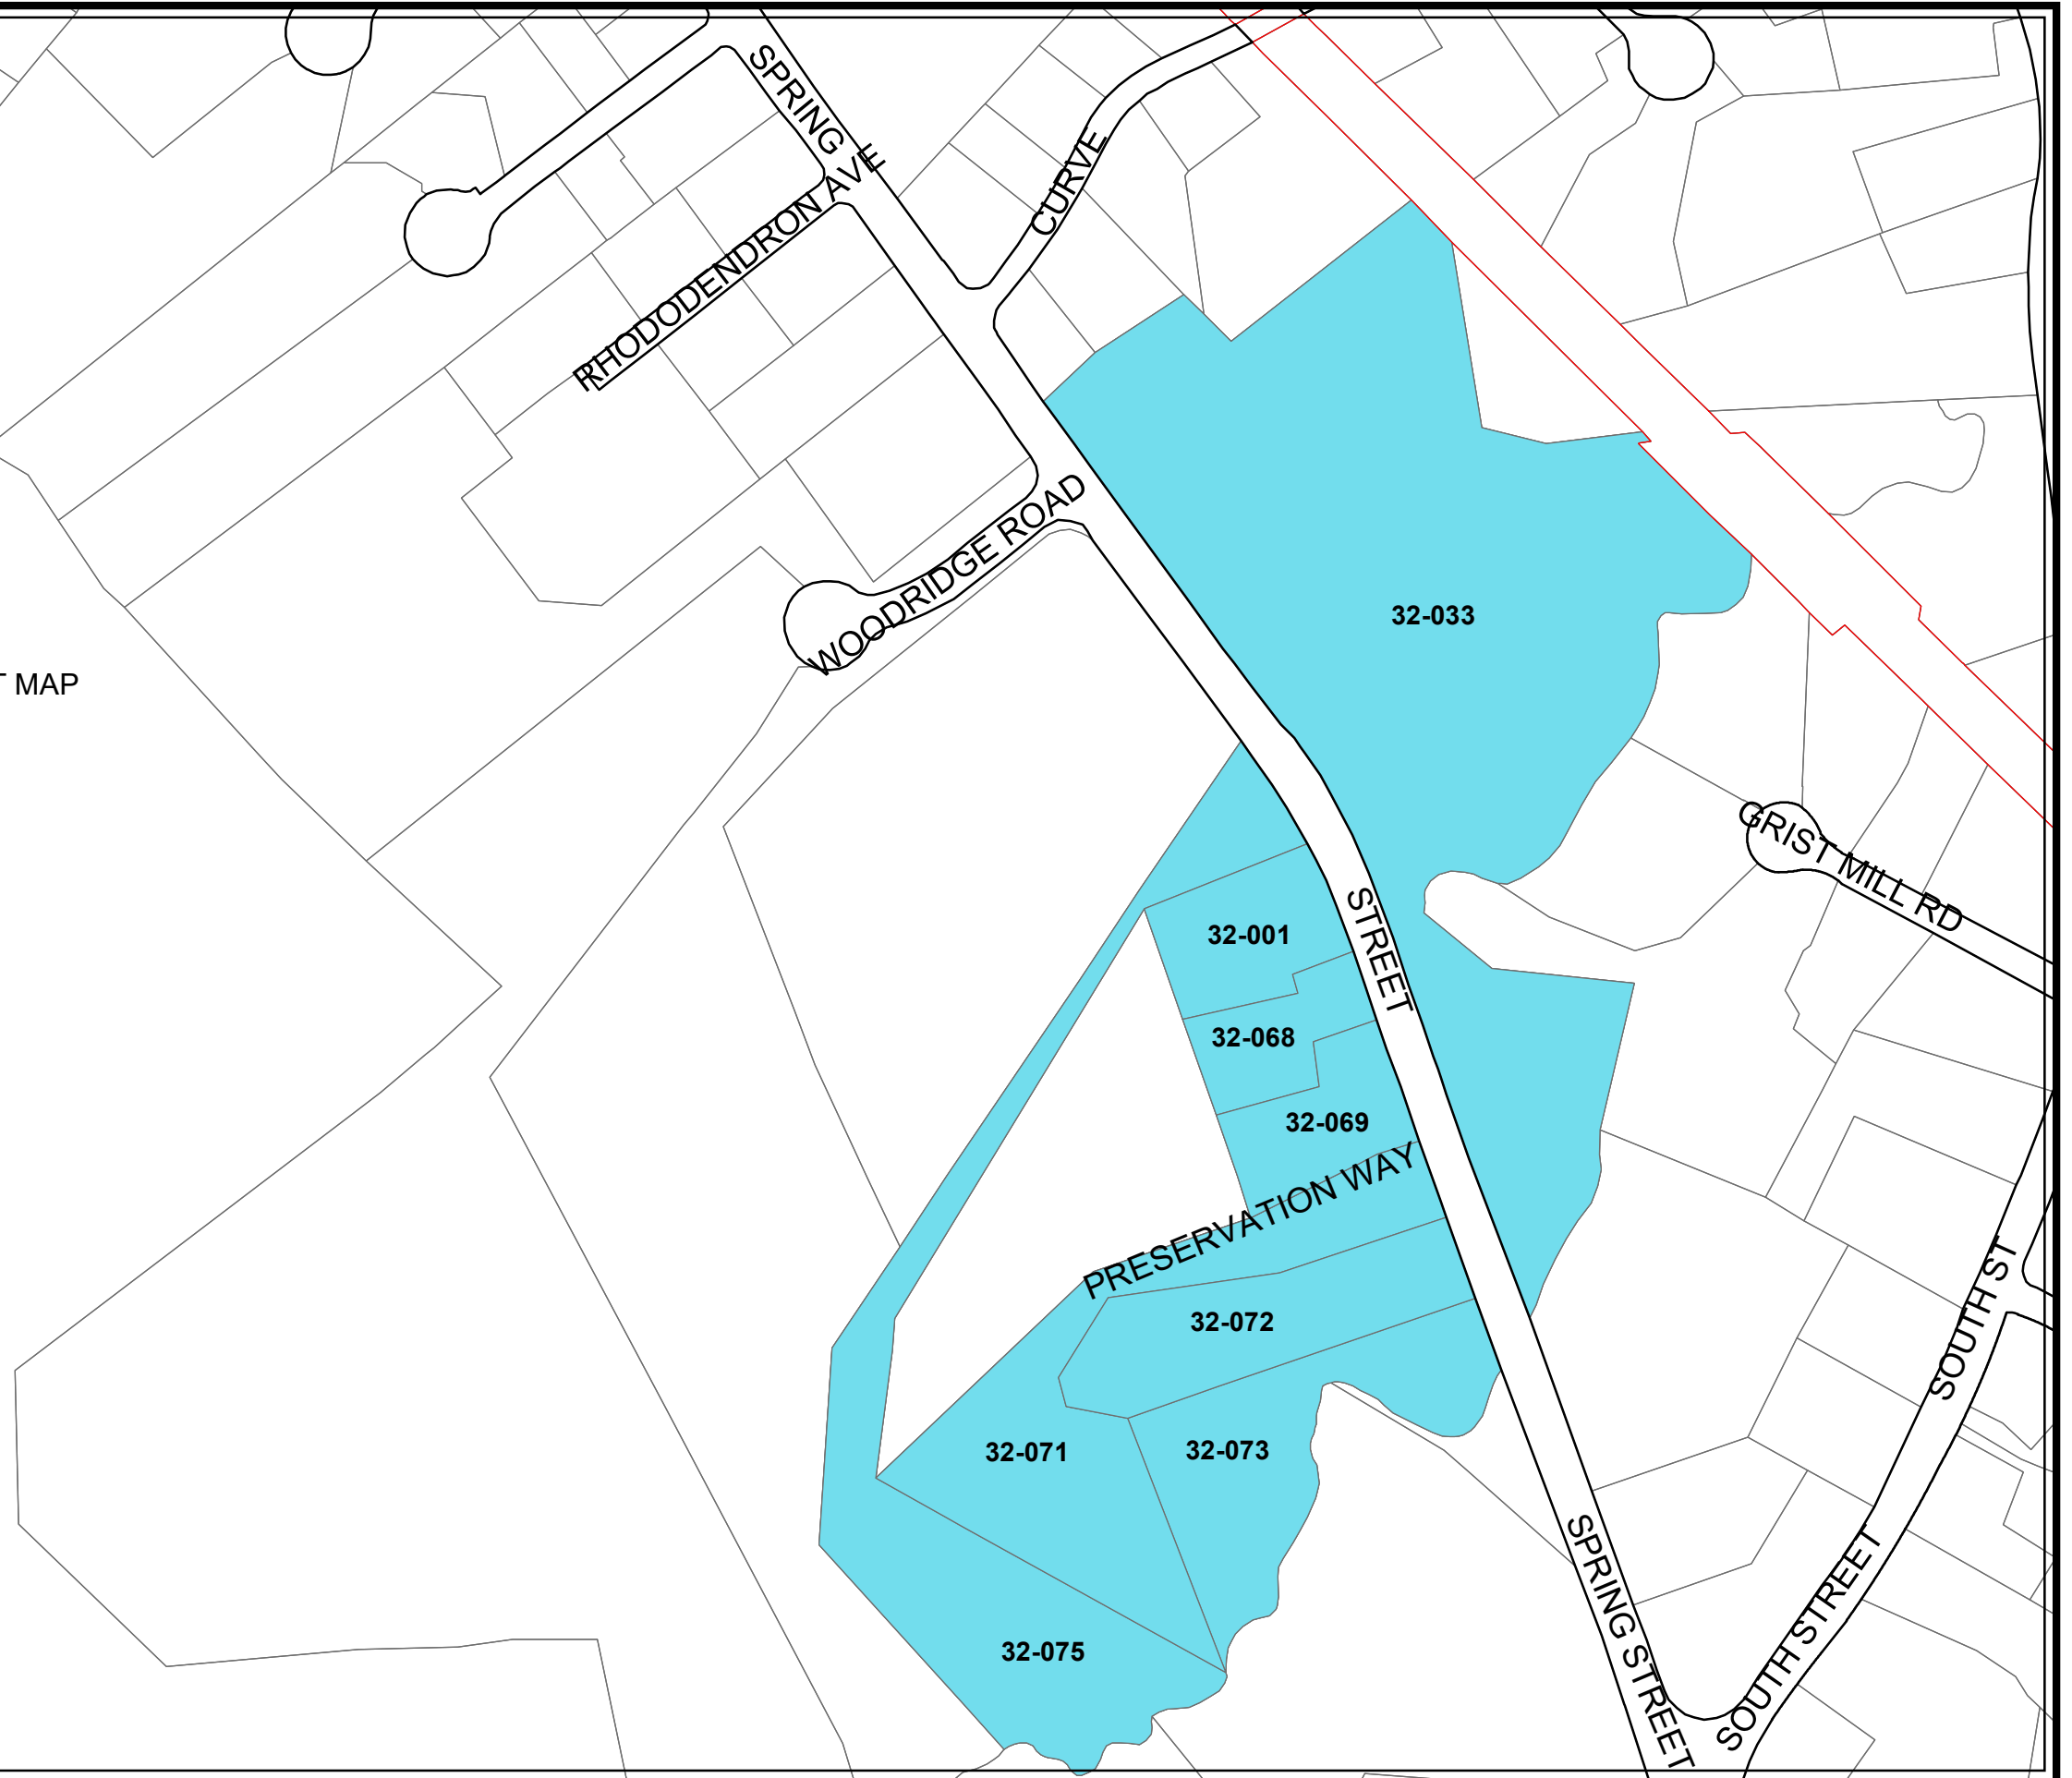 SPRING
RHODODENDRON AVE
CURVE
WOODRIDGE ROAD
32-033
MAP
GRIST MILL RD
STREET
32-001
32-068
32-069
PRESERVATION WAY
32-072
SOUTH ST
32-071
32-073
SPRING STREET
SOUTH STREET
32-075